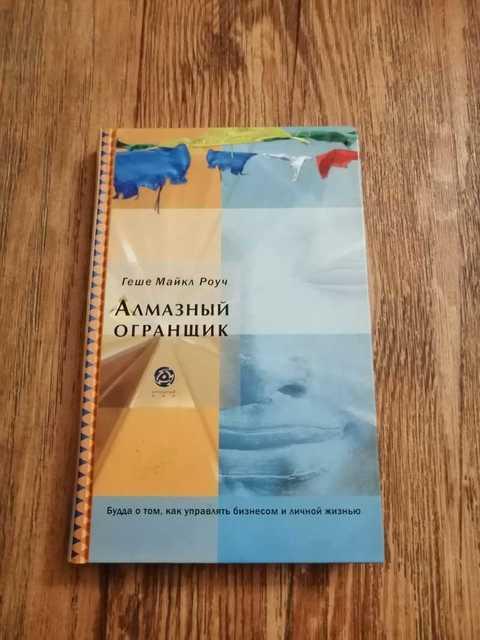 Геше Майкл Роуч
Алмазный
огранщик
Будда о том, как управлять бизнесом и личной жизнью